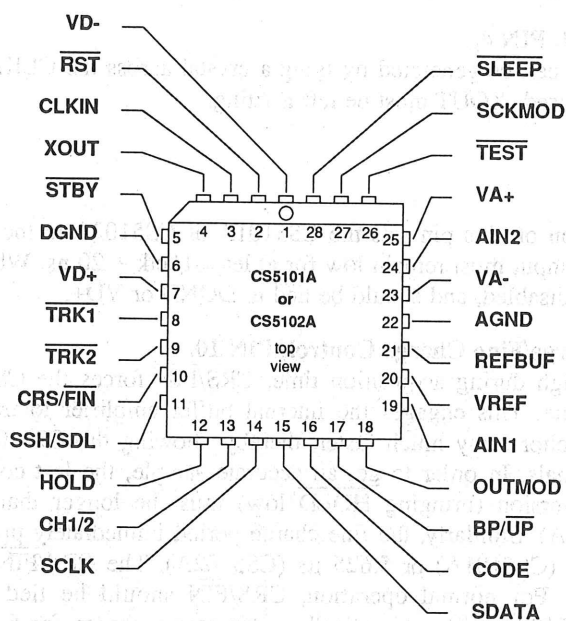 VD-
RST
CLKIN
XOUT
STBY
DGND
VD+
TRK1
TRK2
CRS/FIN
SSH/SDL
HOLD
CH1/2
SCLK
SLEEP
SCKMOD
TEST
VA+
AIN2
VA-
AGND
REFBUF
VREF
AIN1
OUTMOD
BP/UP
CODE
SDATA
4 3 2 1 28 27 26
5
6
7
8
9
10
11
25
24
23
22
21
20
19
12 13 14 15 16 17 18
CS5101A
or
CS5102A
top
view